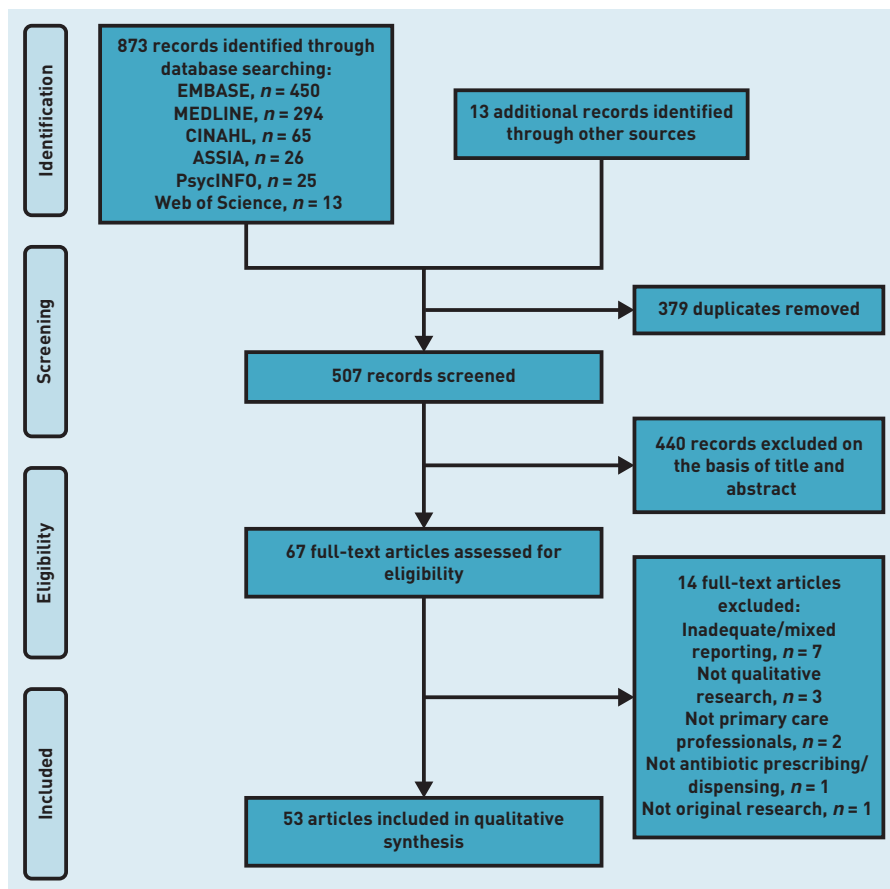 Identification
873 records identified through
database searching:
EMBASE, n = 450
MEDLINE, n = 294
CINAHL, n = 65
ASSIA, n = 26
PsycINFO, n = 25
Web of Science, n = 13
13 additional records identified
through other sources
Screening
379 duplicates removed
507 records screened
440 records excluded on
the basis of title and
abstract
Eligibility
67 full-text articles assessed for
eligibility
14 full-text articles
excluded:
Inadequate/mixed
reporting, n = 7
Not qualitative
research, n = 3
Not primary care
professionals, n = 2
Not antibiotic prescribing/
dispensing, n = 1
Not original research, n = 1
Included
53 articles included in qualitative
synthesis